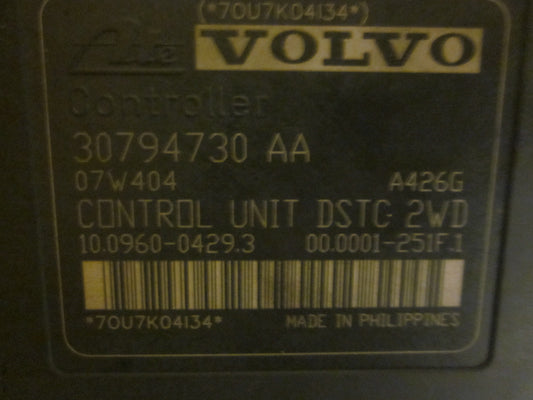 (*70U7K04134*)
Ate VOLVO
Controller
30794730 AA
07W404 A426G
CONTROL UNIT DSTC 2WD
10.0960-0429.3 00.0001-251F.1
*70U7K04134* MADE IN PHILIPPINES